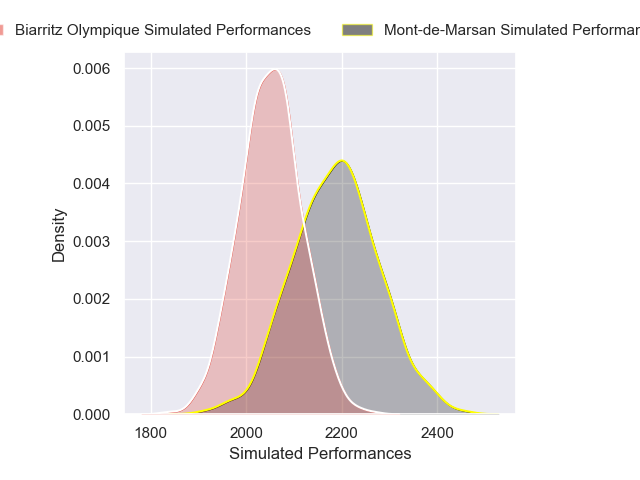 Biarritz Olympique Simulated Performances
Mont-de-Marsan Simulated
0.006
0.005
0.004
0.003
0.002
0.001
0.000
Density
1800 2000 2200 2400
Simulated Performances